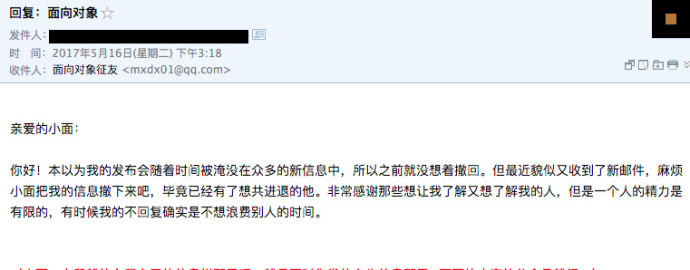 回复：面向对象☆
发件人：
时 间：2017年5月16日(星期二) 下午3:18
收件人：面向对象征友 <mxdx01@qq.com>
亲爱的小面：
你好！本以为我的发布会随着时间被淹没在众多的新信息中，所以之前就没想着撤回。但最近貌似又收到了新邮件，麻烦
小面把我的信息撤下来吧，毕竟已经有了想共进退的他。非常感谢那些想让我了解又想了解我的人，但是一个人的精力是
有限的，有时候我的不回复确实是不想浪费别人的时间。